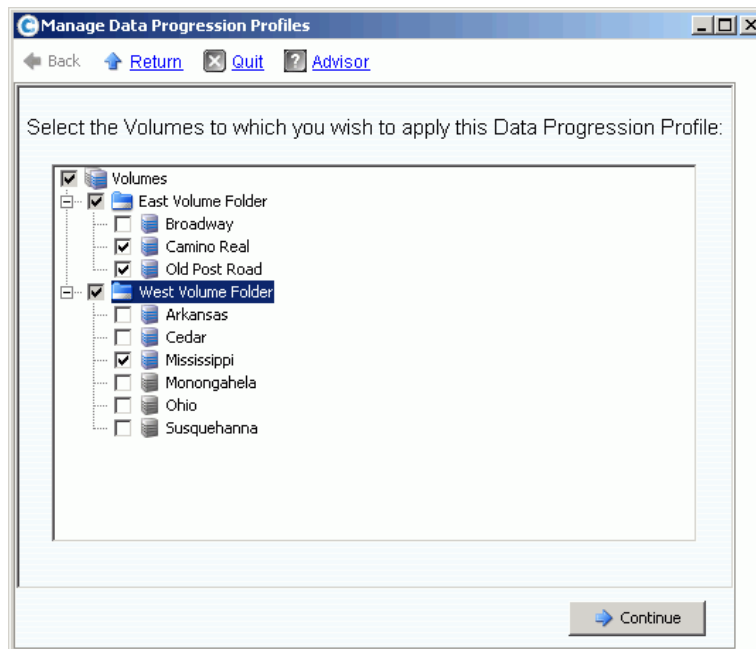 Manage Data Progression Profiles
Back Return Quit Advisor
Select the Volumes to which you wish to apply this Data Progression Profile:
Volumes
East Volume Folder
Broadway
Camino Real
Old Post Road
West Volume Folder
Arkansas
Cedar
Mississippi
Monongahela
Ohio
Susquehanna
Continue